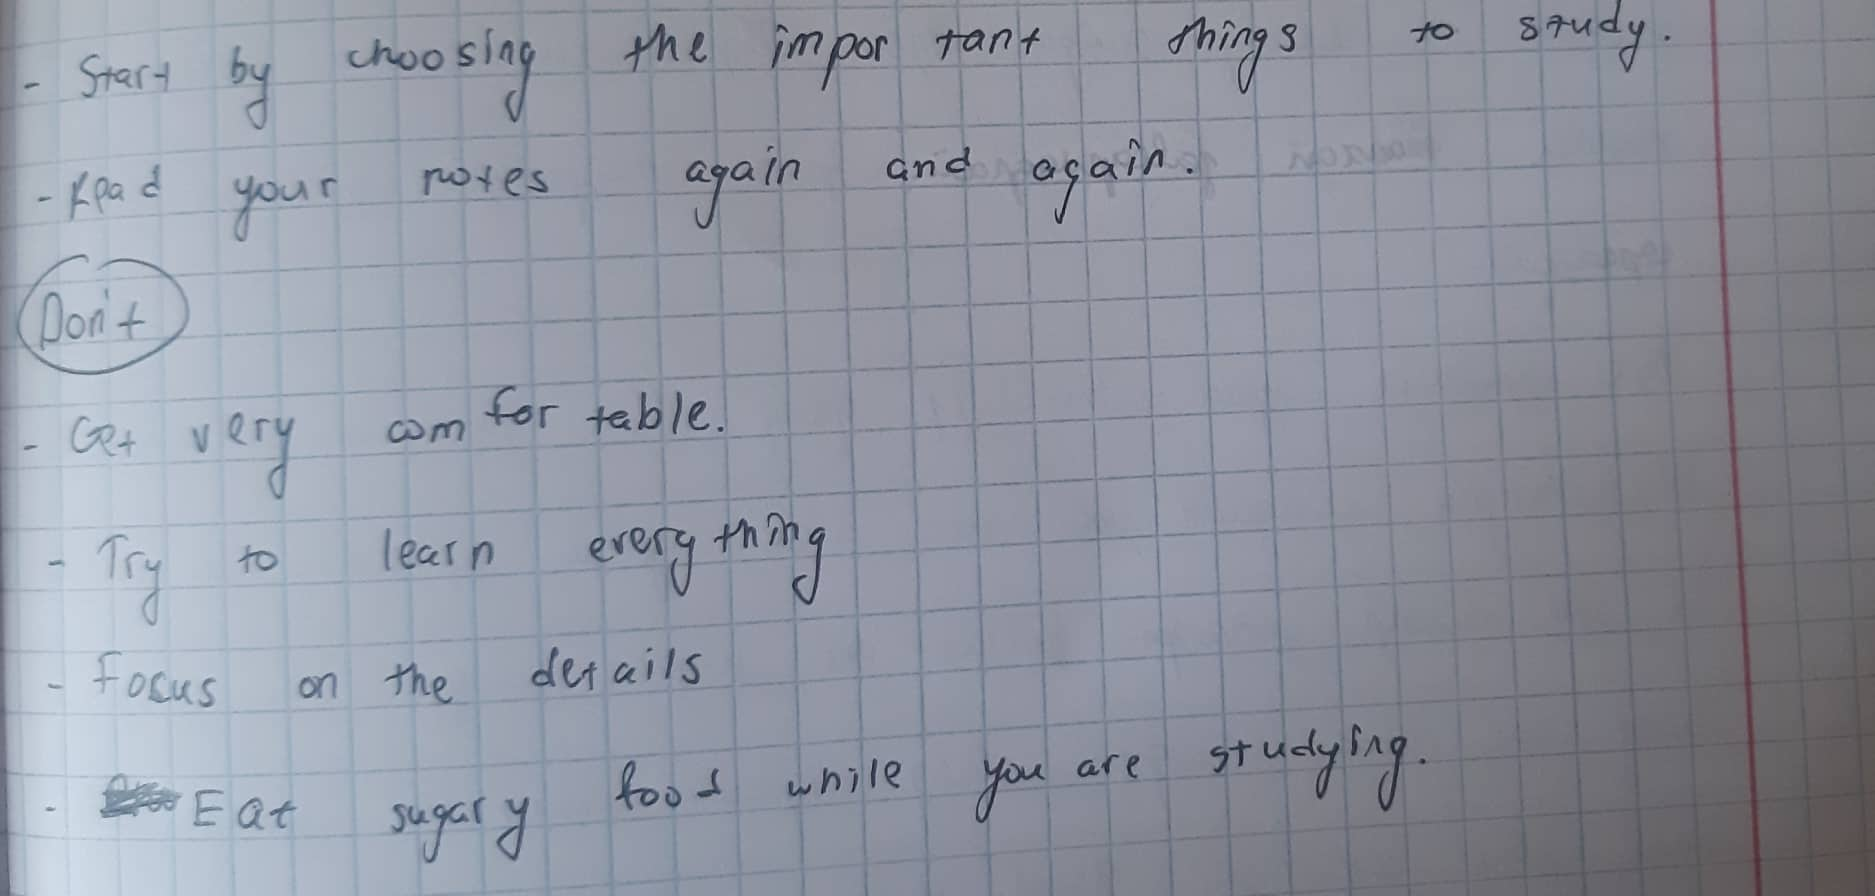 - Start by choosing the important things to study.
- Read your notes again and again.
Don't
- Get very comfortable.
- Try to learn everything
- Focus on the details
- Eat sugary food while you are studying.